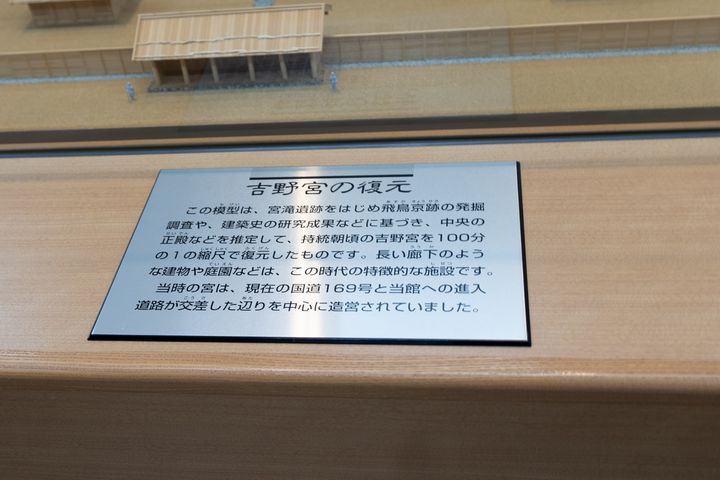 吉野宮の復元
この模型は、宮滝遺跡をはじめ飛鳥京跡の発掘
調査や、建築史の研究成果などに基づき、中央の
正殿などを推定して、持統朝頃の吉野宮を100分
の1の縮尺で復元したものです。長い廊下のよう
な建物や庭園などは、この時代の特徴的な施設です。
当時の宮は、現在の国道169号と当館への進入
道路が交差した辺りを中心に造営されていました。